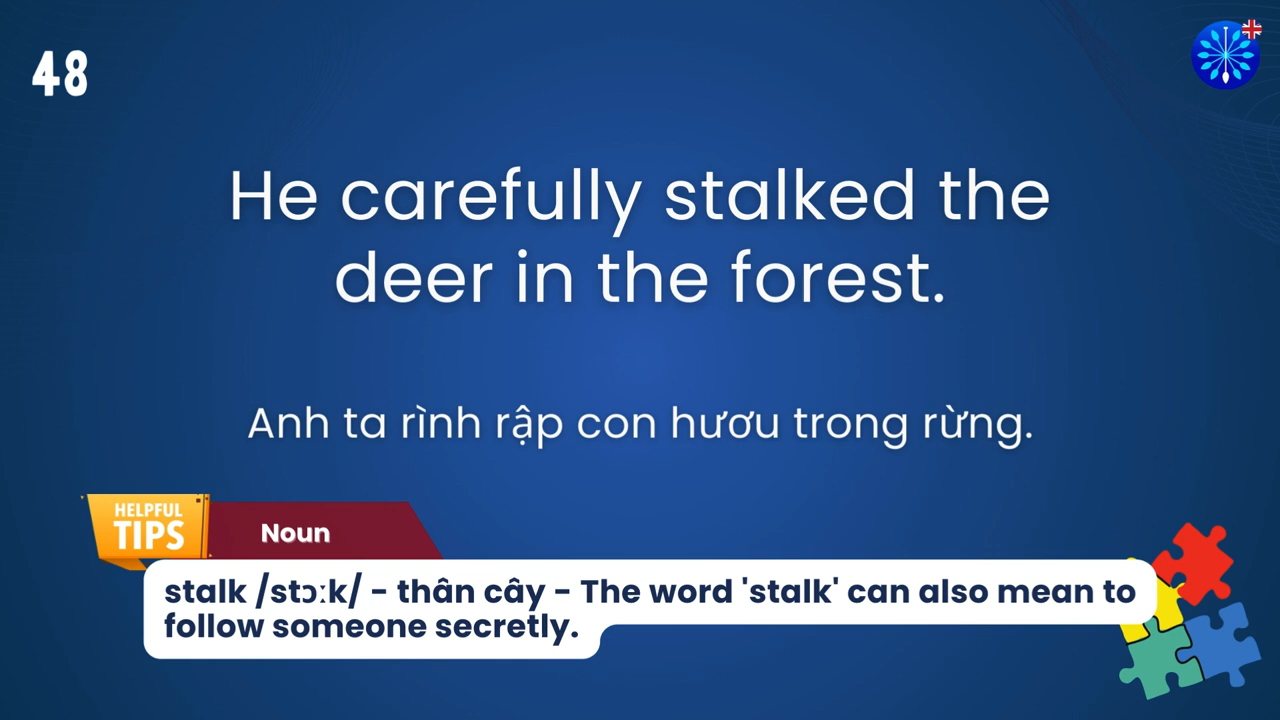 48
He carefully stalked the
deer in the forest.
Anh ta rình rập con hươu trong rừng.
HELPFUL
TIPS
Noun
stalk /stɔːk/ - thân cây - The word 'stalk' can also mean to
follow someone secretly.